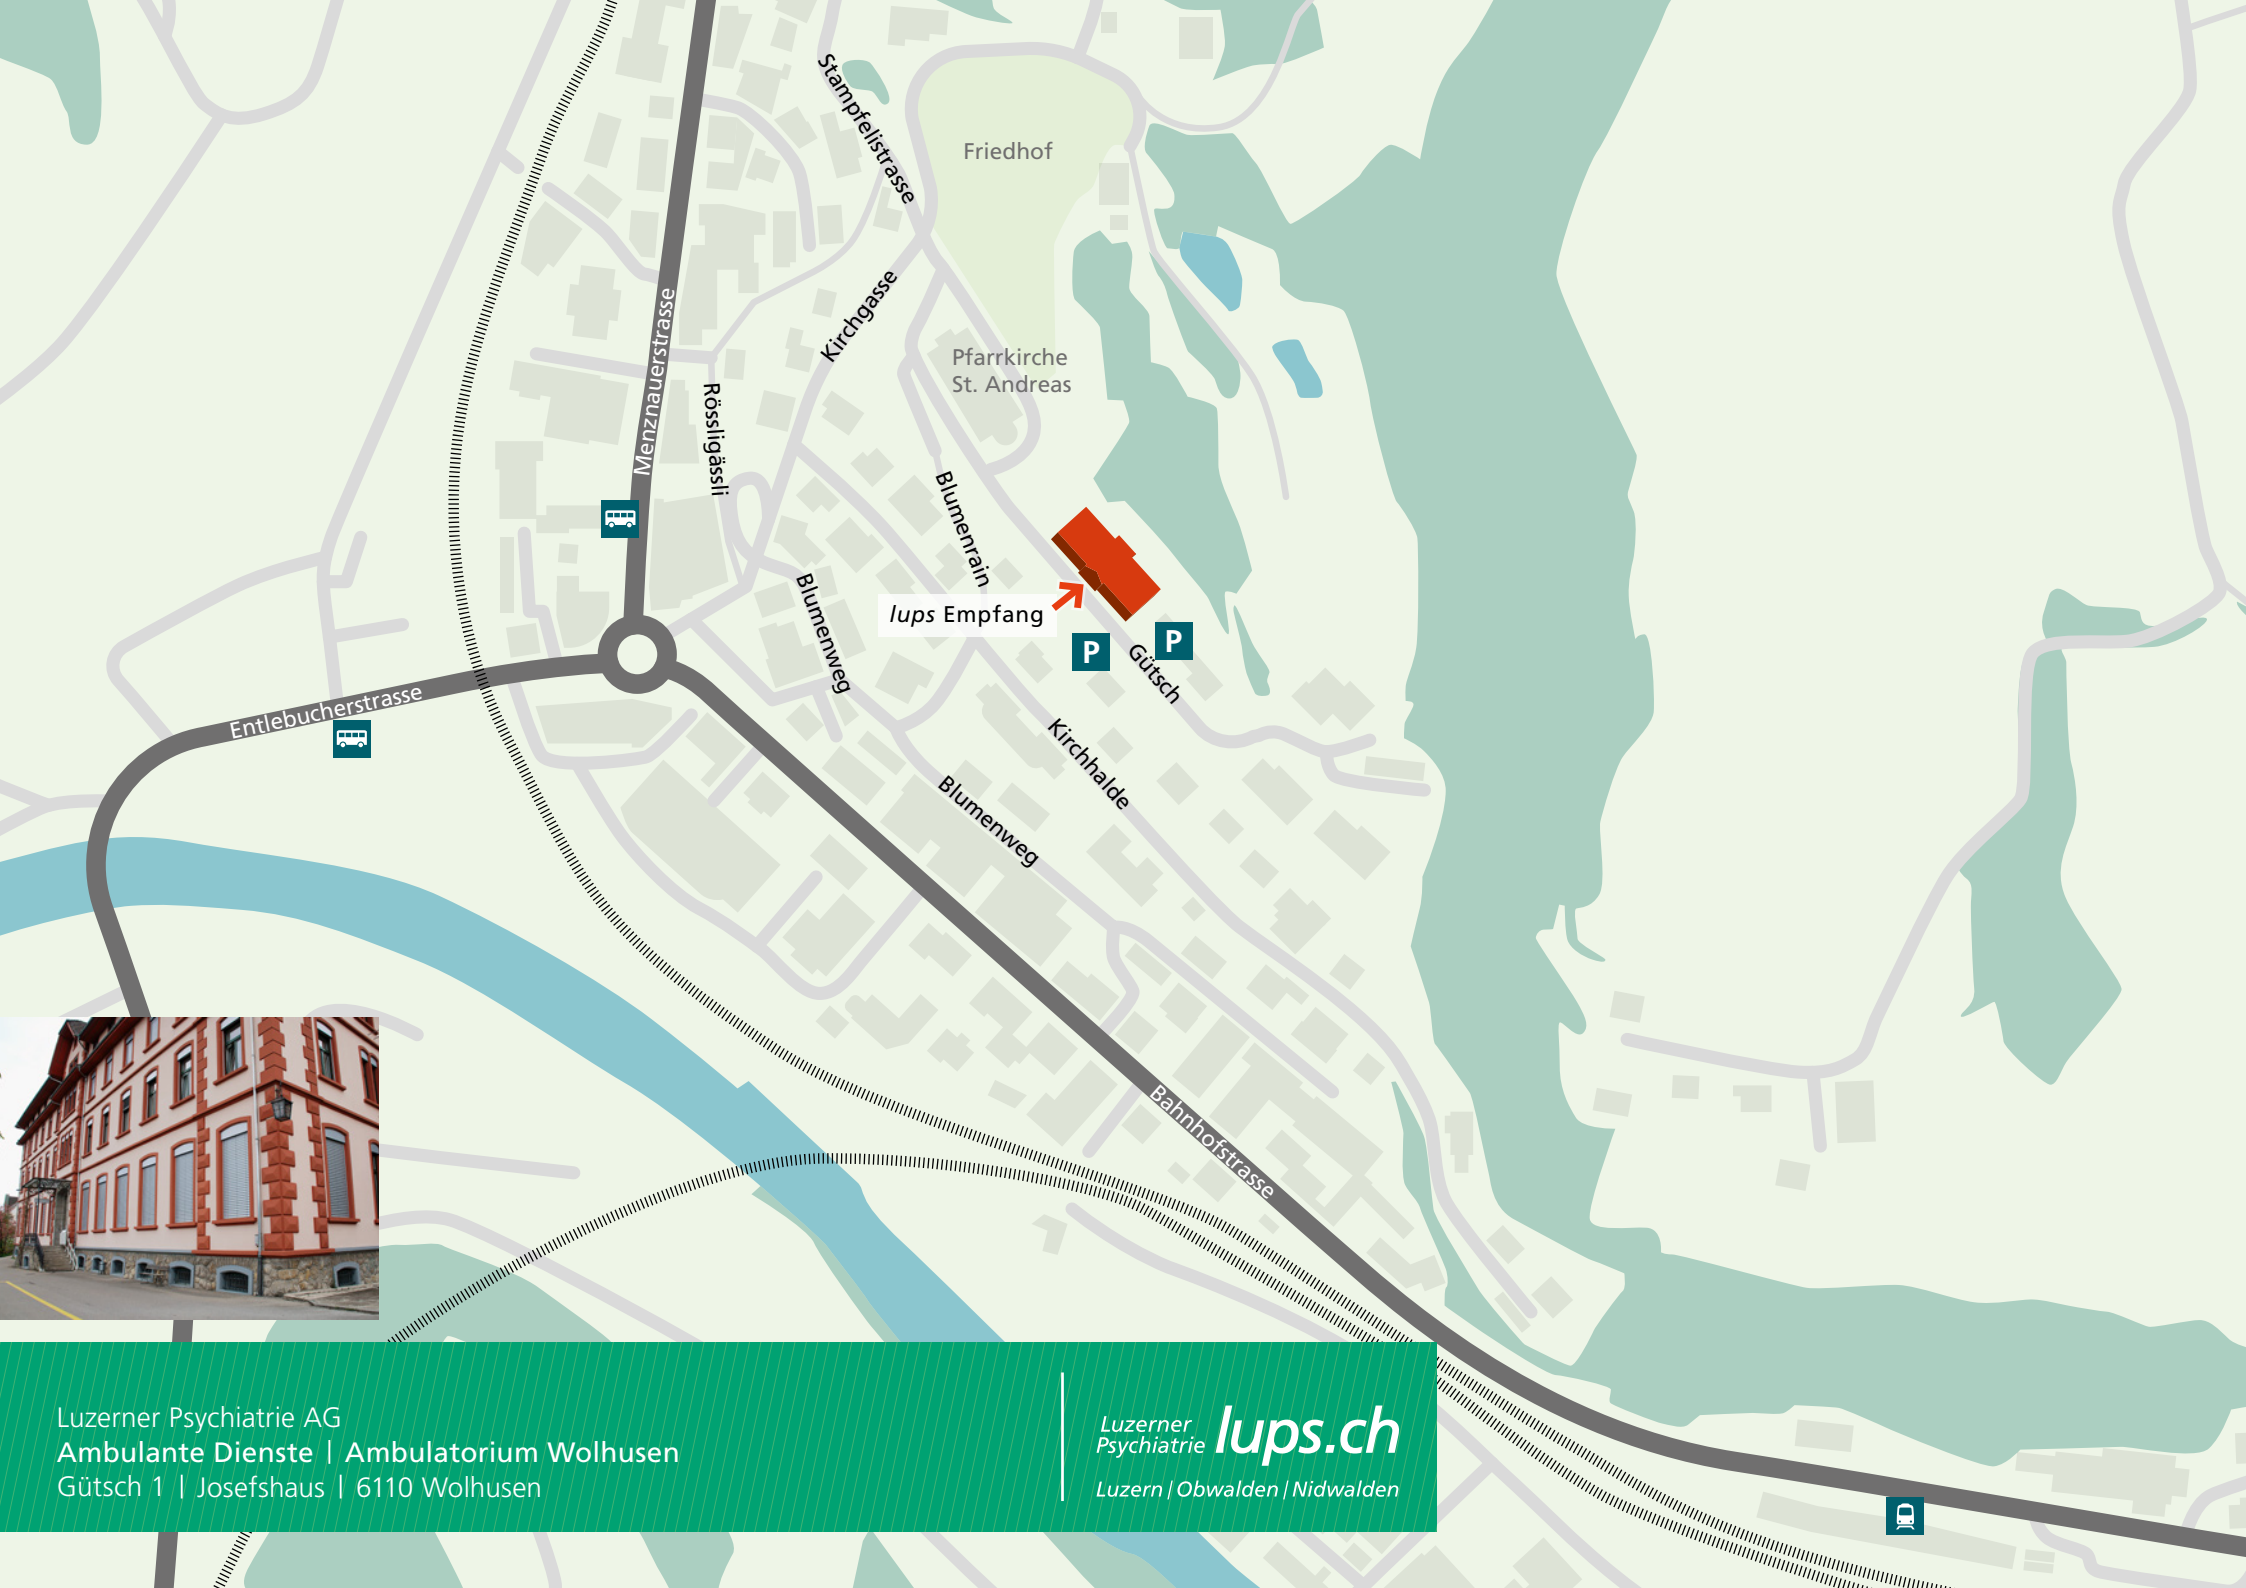 Stampfelistrasse
Friedhof
Kirchgasse
Menznauerstrasse
Pfarrkirche
St. Andreas
Rössligässli
Blumenrain
Blumenweg
lups Empfang
P
P
Gütsch
Entlebucherstrasse
Kirchhalde
Blumenweg
Bahnhofstrasse
Luzerner Psychiatrie AG
Ambulante Dienste | Ambulatorium Wolhusen
Gütsch 1 | Josefshaus | 6110 Wolhusen
Luzerner
Psychiatrie lups.ch
Luzern | Obwalden | Nidwalden